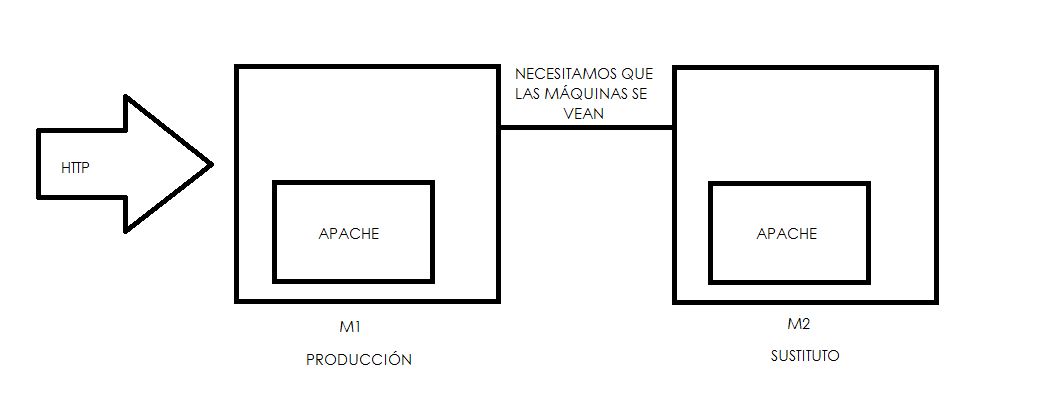 NECESITAMOS QUE
LAS MÁQUINAS SE
VEAN
HTTP
APACHE
APACHE
M1
M2
PRODUCCIÓN
SUSTITUTO